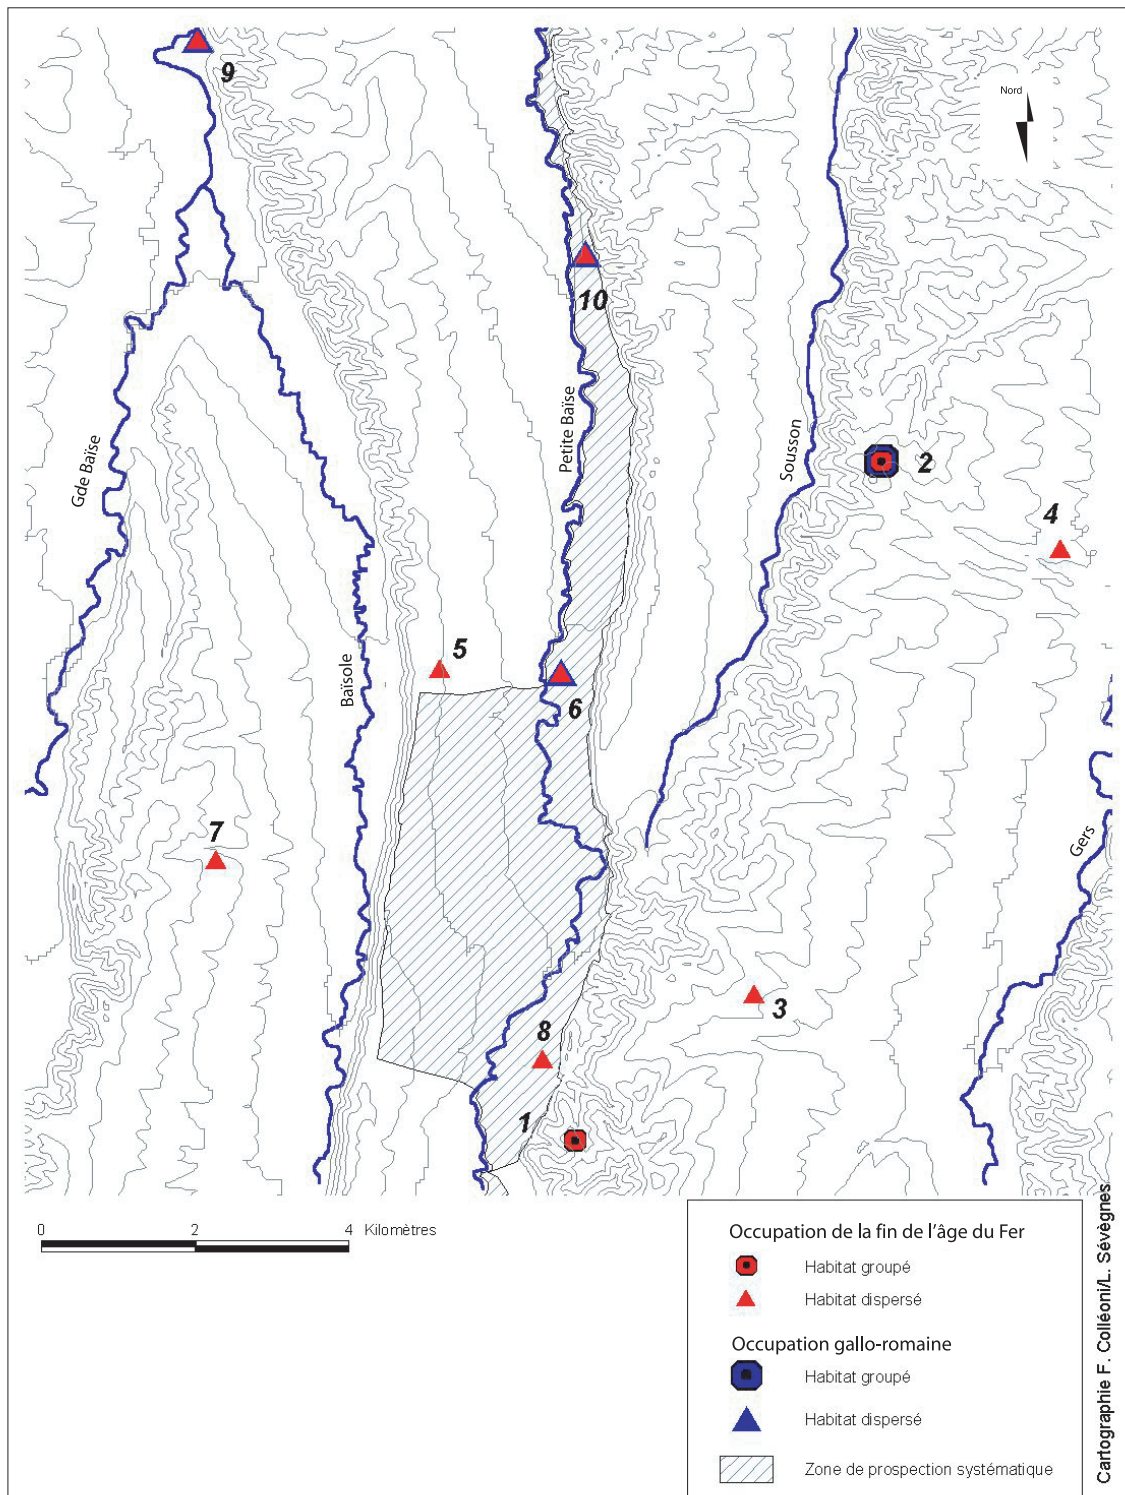 9
Nord
10
Petite Baïse
Gde Baïse
Sousson
2
4
5
Baïsole
6
7
Gers
3
8
1
0 2 4 Kilomètres
Occupation de la fin de l'âge du Fer
Habitat groupé
Habitat dispersé
Occupation gallo-romaine
Habitat groupé
Habitat dispersé
Zone de prospection systématique
Cartographie F. Colléoni/L. Sévègnes